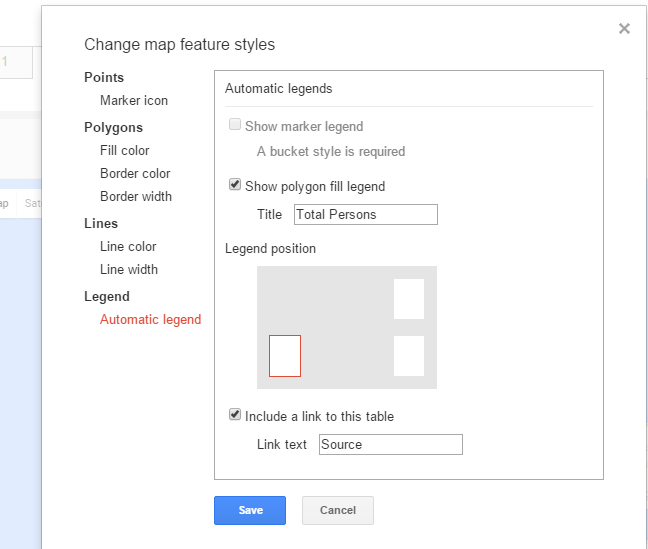 Change map feature styles
1
Points
Marker icon
Polygons
Fill color
Border color
Border width
Lines
Line color
Line width
Legend
Automatic legend
ap
Sat
Automatic legends
Show marker legend
A bucket style is required
Show polygon fill legend
Title Total Persons
Legend position
Include a link to this table
Link text Source
Save Cancel